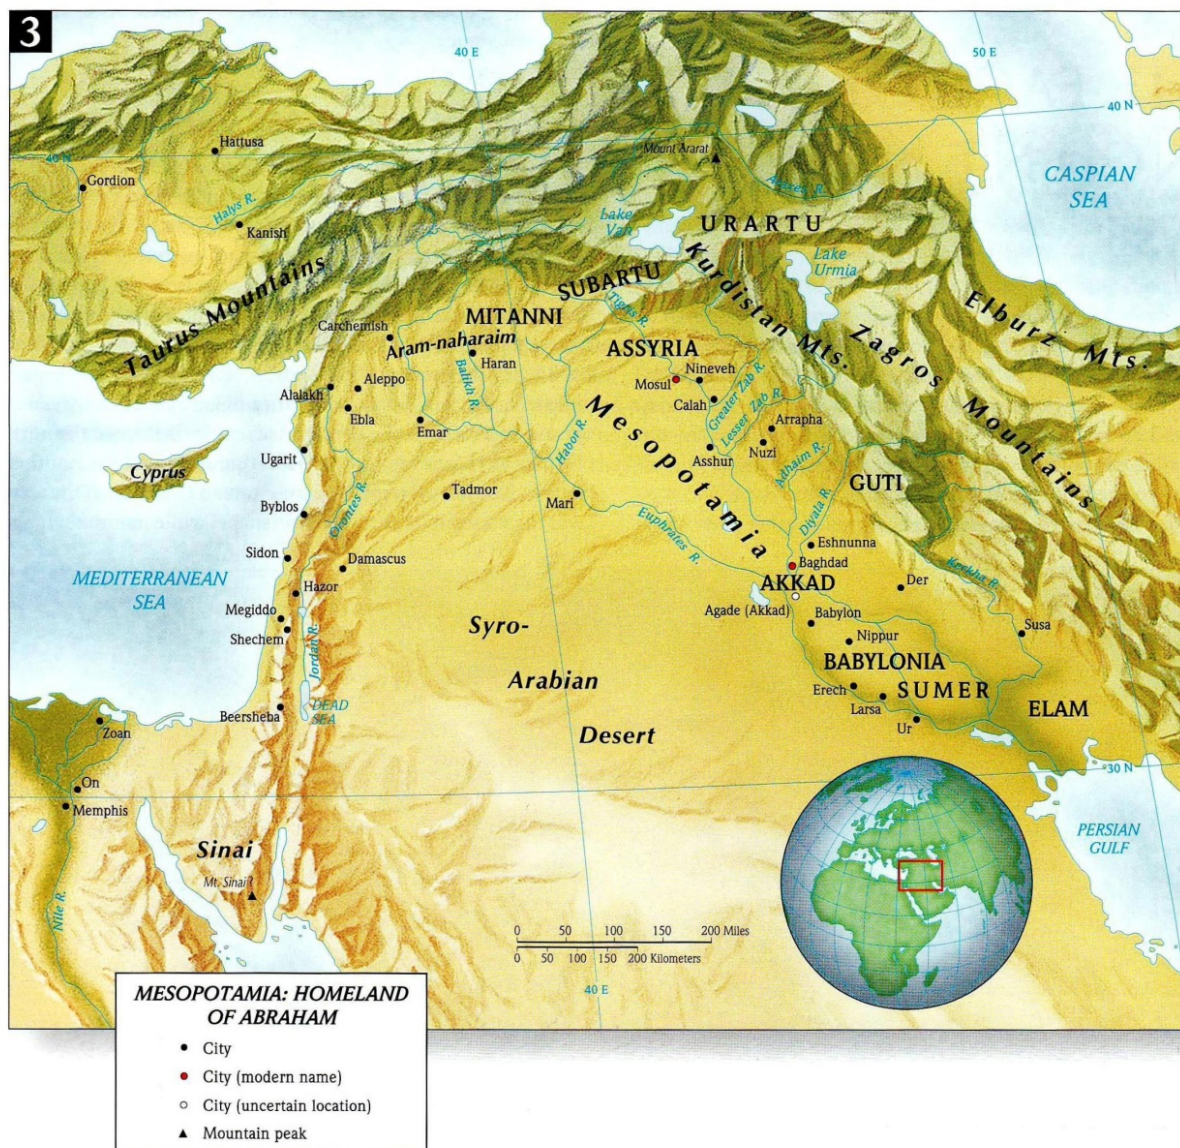 3
40 E
50 E
40 N
Hattusa
40 N
Gordion
Mount Ararat
Araxes R.
CASPIAN
SEA
Halys R.
Kanish
Lake
Van
URARTU
Lake
Urmia
Kurdistan Mts.
SUBARTU
Taurus Mountains
Tigris R.
Elburz Mts.
Zagros
Mountains
MITANNI
Carchemish
Aram-naharaim
Haran
Balikh R.
ASSYRIA
Mosul
Nineveh
Calah
Greater Zab R.
Lesser Zab R.
Alalakh
Aleppo
Ebla
Emar
Mesopotamia
Habor R.
Arrapha
Nuzi
Asshur
Adhaim R.
Ugarit
Cyprus
Orontes R.
Tadmor
Mari
GUTI
Diyala R.
Byblos
Euphrates R.
Eshnunna
Baghdad
Kerkha R.
Sidon
Damascus
MEDITERRANEAN
SEA
Hazor
AKKAD
Der
Agade (Akkad)
Babylon
Megiddo
Shechem
Jordan R.
Syro-
Arabian
Desert
Nippur
Susa
BABYLONIA
Erech
SUMER
Larsa
Ur
ELAM
Beersheba
DEAD
SEA
Zoan
On
Memphis
30 N
Sinai
Mt. Sinai?
Nile R.
PERSIAN
GULF
0 50 100 150 200 Miles
0 50 100 150 200 Kilometers
40 E
MESOPOTAMIA: HOMELAND
OF ABRAHAM
City
City (modern name)
City (uncertain location)
Mountain peak